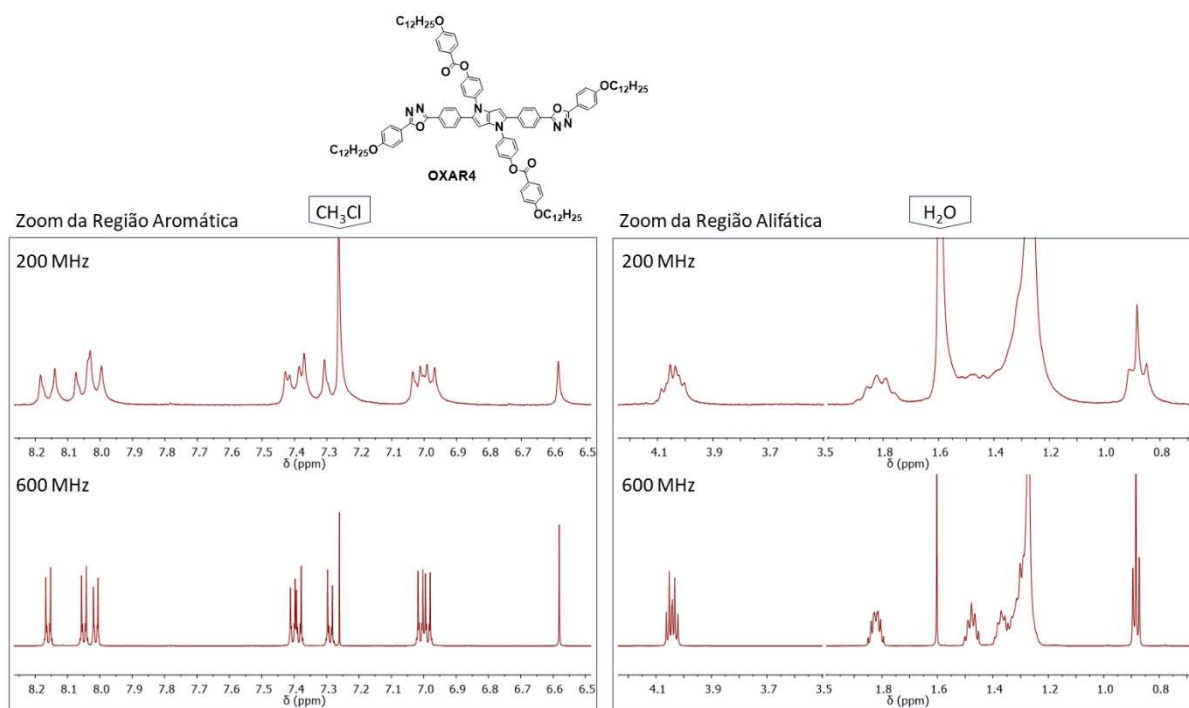 C₁₂H₂₅O
O
O
OC₁₂H₂₅
N
N N
O
O
N N
C₁₂H₂₅O
N
O
O
OC₁₂H₂₅
OXAR4
Zoom da Região Aromática
CH₃Cl
Zoom da Região Alifática
H₂O
200 MHz
200 MHz
8.2 8.1 8.0 7.9 7.8 7.7 7.6 7.5 7.4 7.3 7.2 7.1 7.0 6.9 6.8 6.7 6.6 6.5
δ (ppm)
4.1 3.9 3.7 3.5 1.8 1.6 1.4 1.2 1.0 0.8
δ (ppm)
600 MHz
600 MHz
8.2 8.1 8.0 7.9 7.8 7.7 7.6 7.5 7.4 7.3 7.2 7.1 7.0 6.9 6.8 6.7 6.6 6.5
δ (ppm)
4.1 3.9 3.7 3.5 1.8 1.6 1.4 1.2 1.0 0.8
δ (ppm)